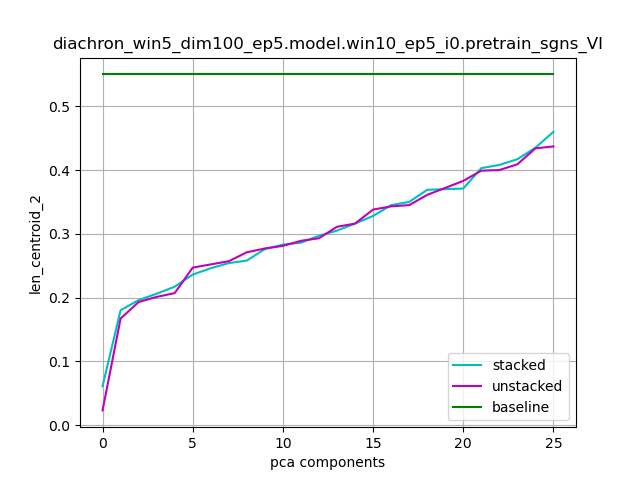 diachron_win5_dim100_ep5.model.win10_ep5_i0.pretrain_sgns_VI
len_centroid_2
0.5
0.4
0.3
0.2
0.1
0.0
stacked
unstacked
baseline
0 5 10 15 20 25
pca components